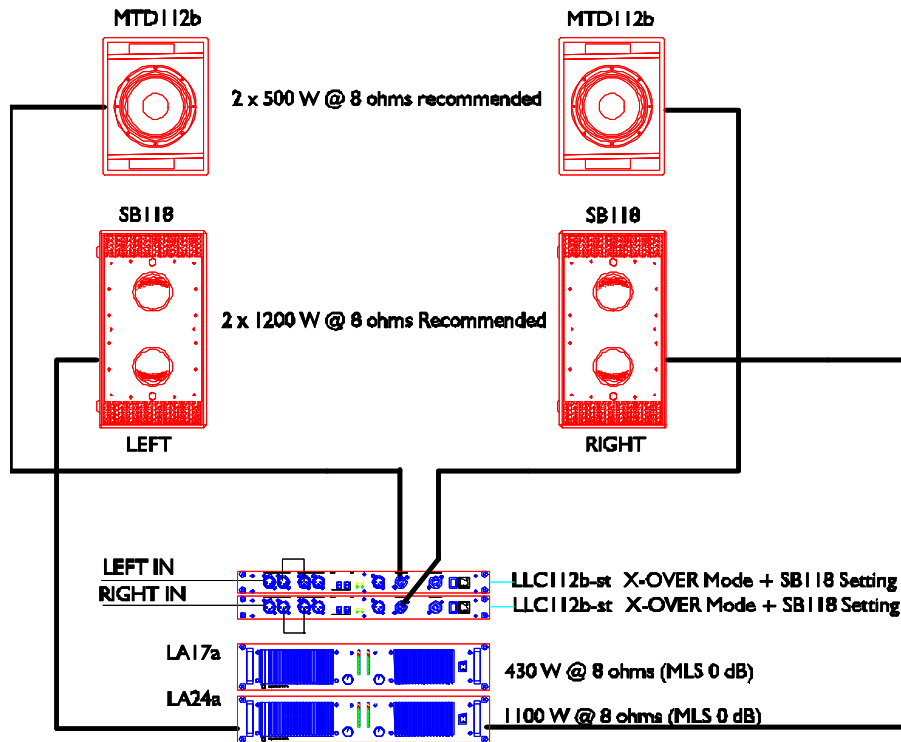 MTD112b
MTD112b
2 x 500 W @ 8 ohms recommended
SB118
SB118
2 x 1200 W @ 8 ohms Recommended
LEFT
RIGHT
LEFT IN
LLC112b-st X-OVER Mode + SB118 Setting
RIGHT IN
LLC112b-st X-OVER Mode + SB118 Setting
LA17a
430 W @ 8 ohms (MLS 0 dB)
LA24a
1100 W @ 8 ohms (MLS 0 dB)